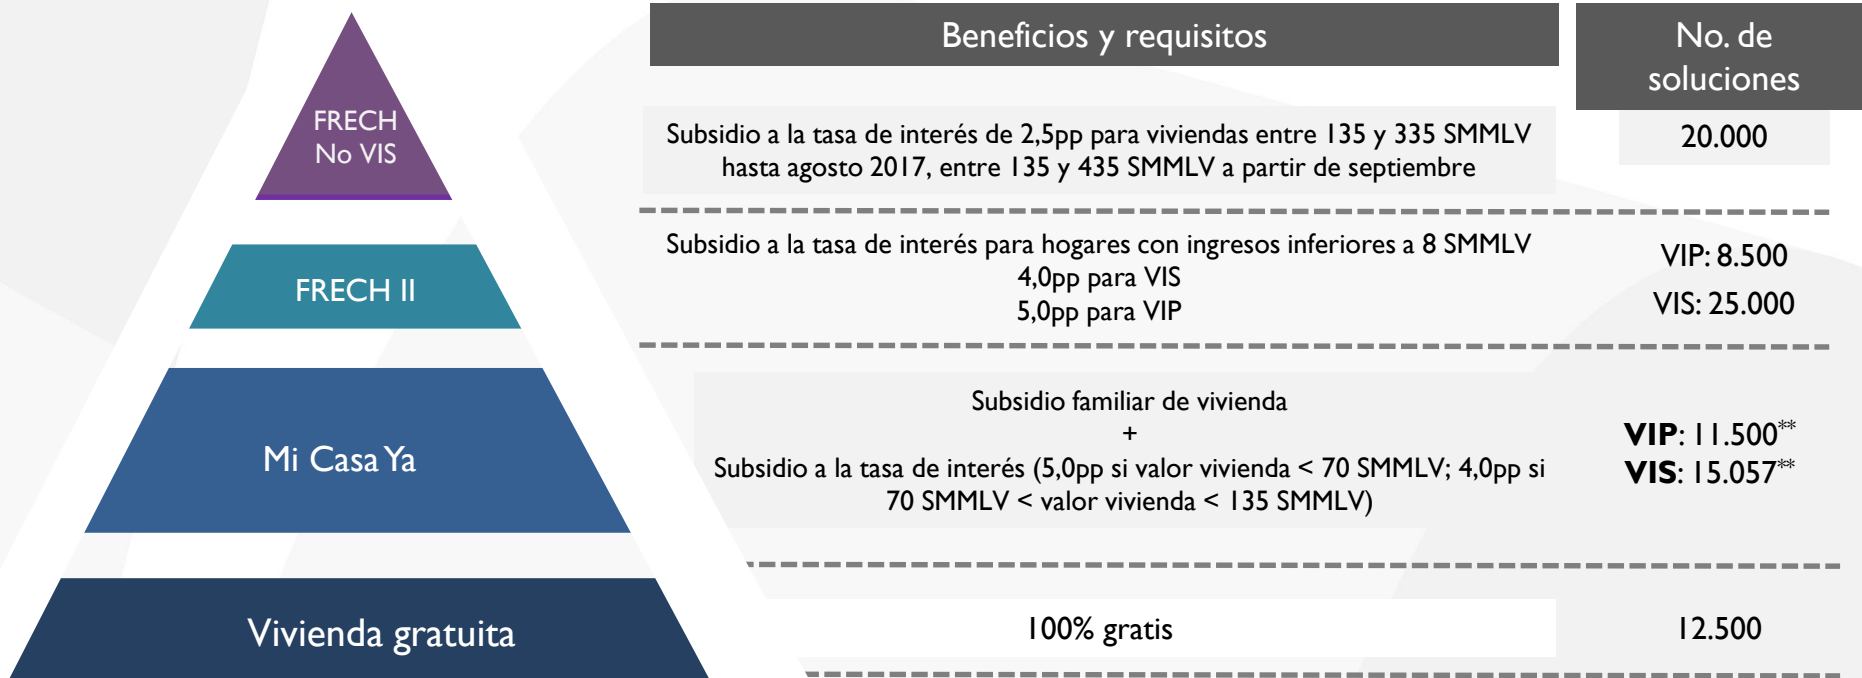 Beneficios y requisitos
No. de
soluciones
FRECH
No VIS
Subsidio a la tasa de interés de 2,5pp para viviendas entre 135 y 335 SMMLV
hasta agosto 2017, entre 135 y 435 SMMLV a partir de septiembre
20.000
FRECH II
Subsidio a la tasa de interés para hogares con ingresos inferiores a 8 SMMLV
4,0pp para VIS
5,0pp para VIP
VIP: 8.500
VIS: 25.000
Mi Casa Ya
Subsidio familiar de vivienda
+
Subsidio a la tasa de interés (5,0pp si valor vivienda < 70 SMMLV; 4,0pp si
70 SMMLV < valor vivienda < 135 SMMLV)
VIP: 11.500**
VIS: 15.057**
Vivienda gratuita
100% gratis
12.500